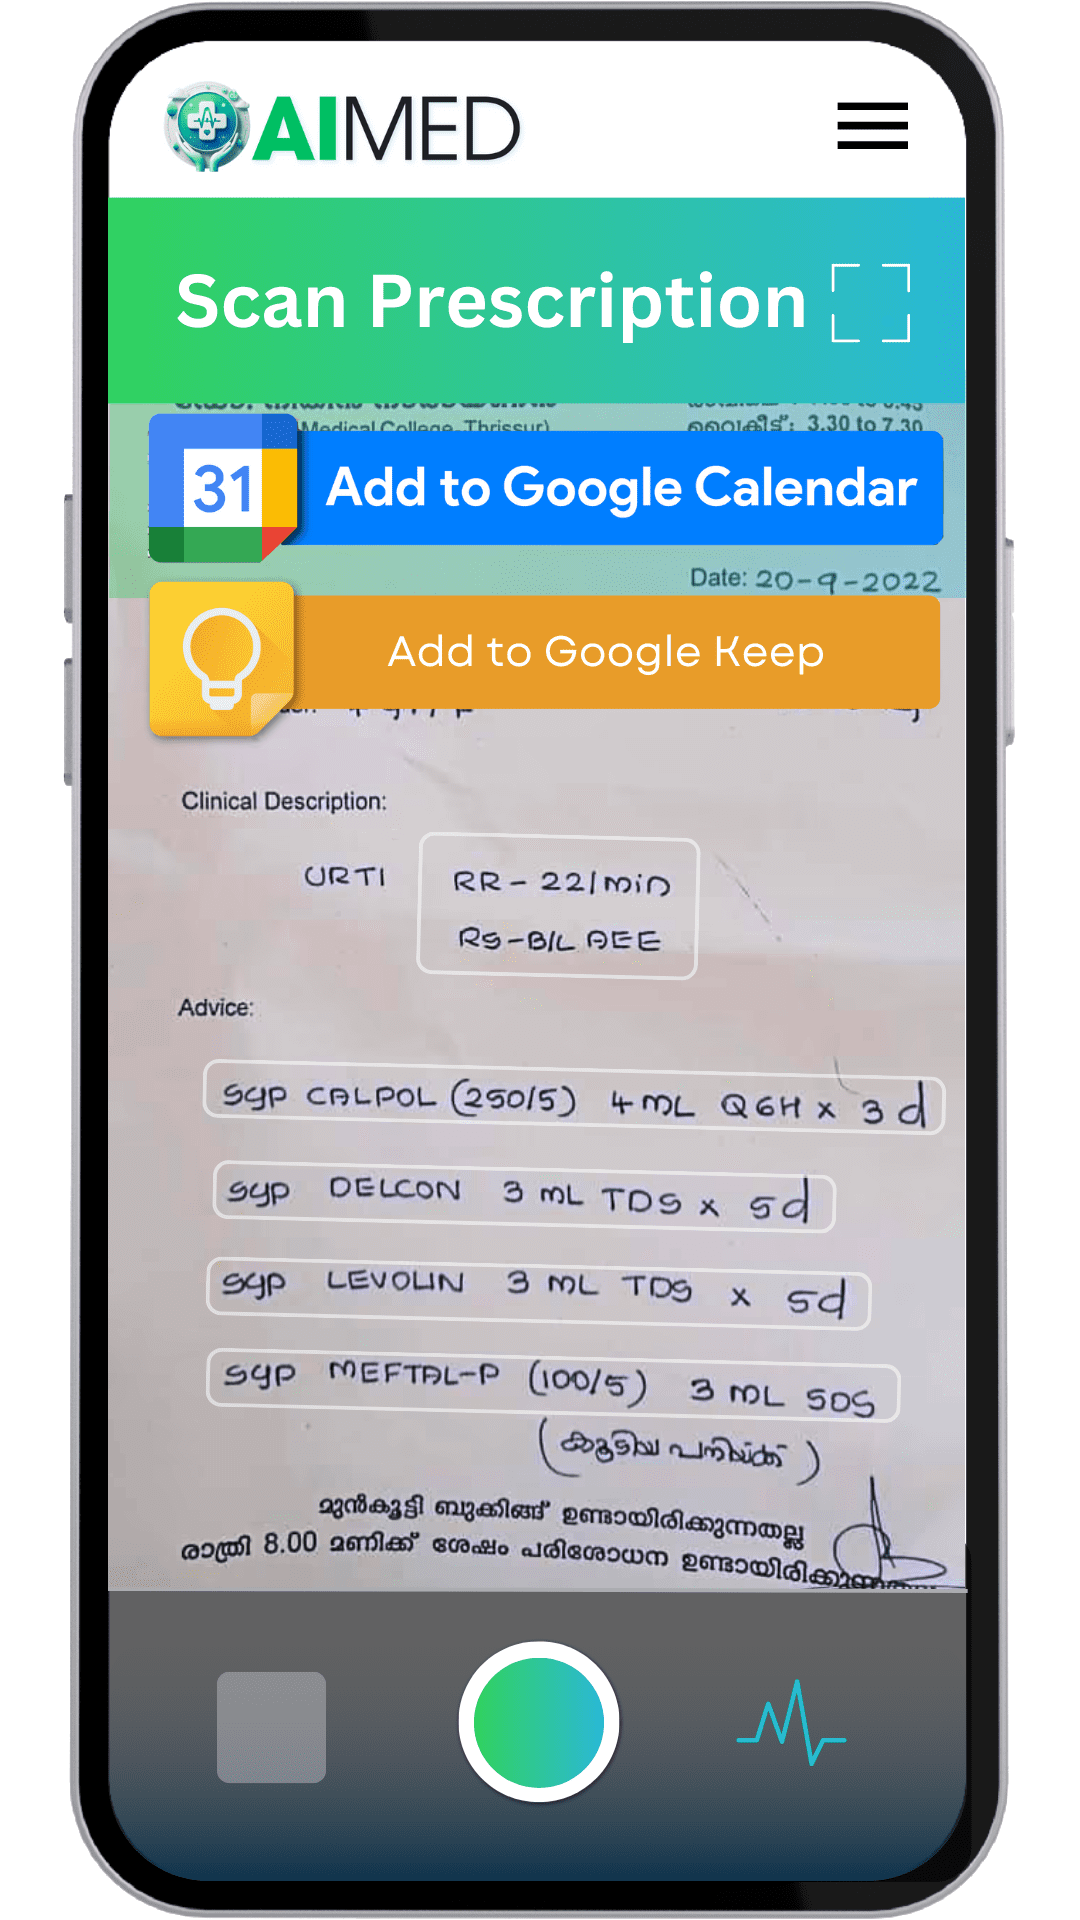 AIMED
Scan Prescription
Medical College, Thrissur)
വൈകീട്ട്: 3.30 to 7.30
31
Add to Google Calendar
Date: 20-9-2022
Add to Google Keep
Clinical Description:
URTI RR - 22/min
RS-B/L AEE
Advice:
Syp CALPOL (250/5) 4 mL Q6H x 3 d
Syp DELCON 3 mL TDS x 5d
Syp LEVOLIN 3 mL TDS x 5d
Syp MEFTAL-P (100/5) 3 mL SOS
(കൂടിയ പനിയ്ക്ക് )
മുൻകൂട്ടി ബുക്കിങ്ങ് ഉണ്ടായിരിക്കുന്നതല്ല
രാത്രി 8.00 മണിക്ക് ശേഷം പരിശോധന